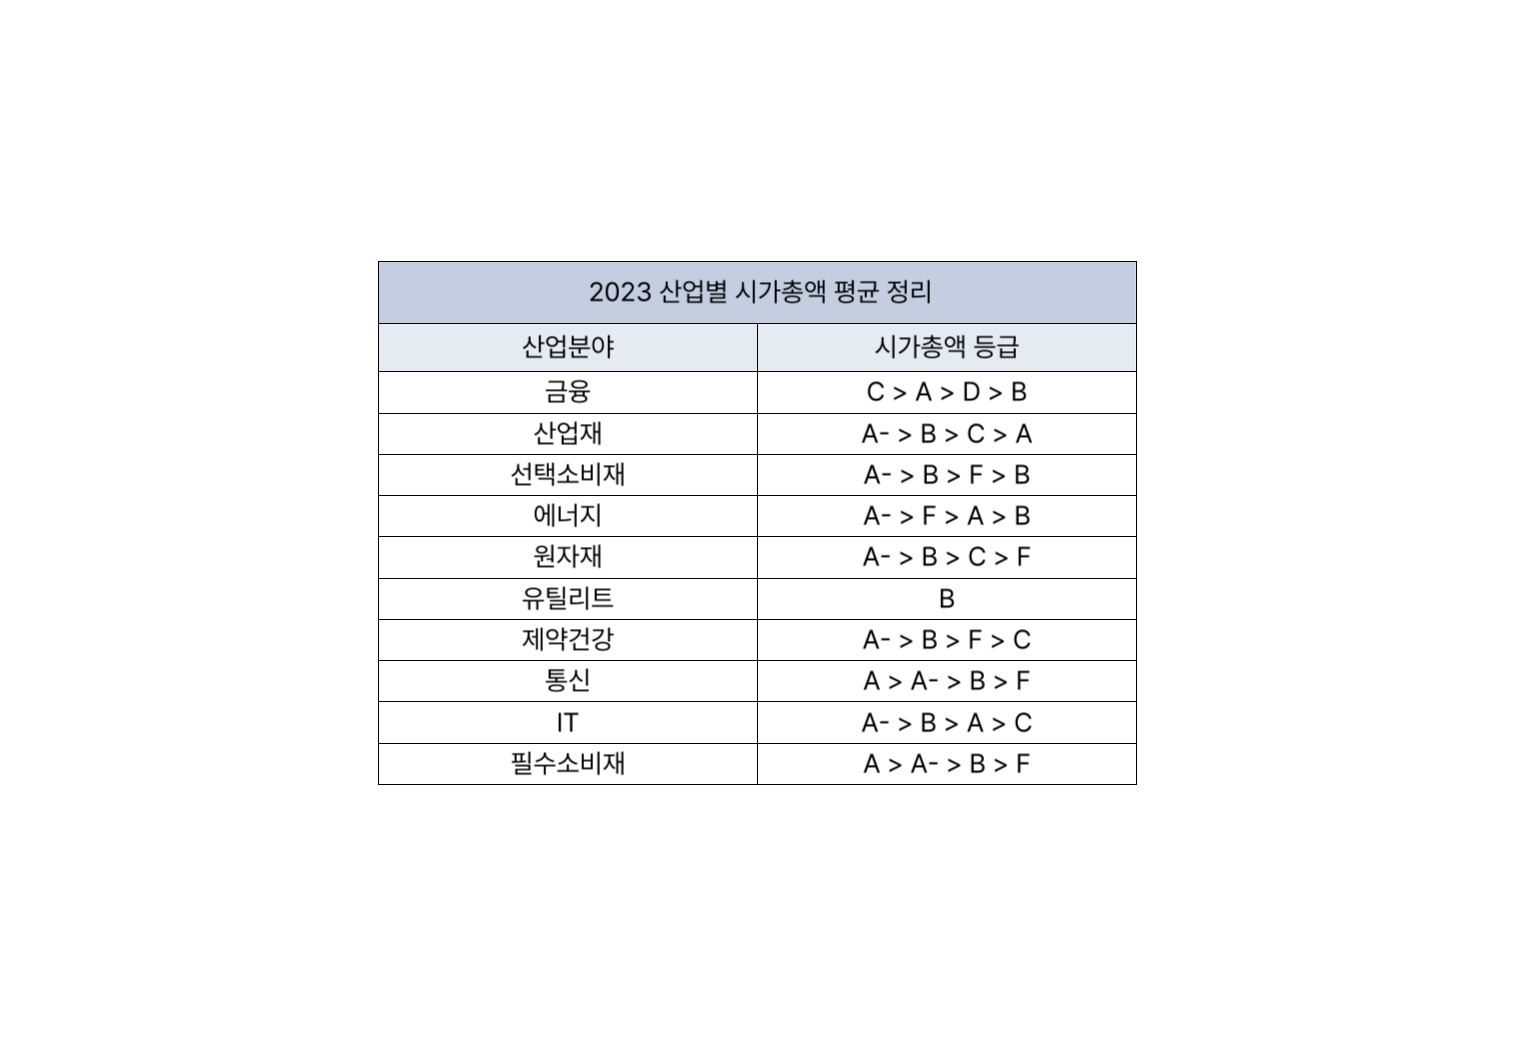 2023 산업별 시가총액 평균 정리
산업분야 시가총액 등급
금융 C > A > D > B
산업재 A- > B > C > A
선택소비재 A- > B > F > B
에너지 A- > F > A > B
원자재 A- > B > C > F
유틸리트 B
제약건강 A- > B > F > C
통신 A > A- > B > F
IT A- > B > A > C
필수소비재 A > A- > B > F